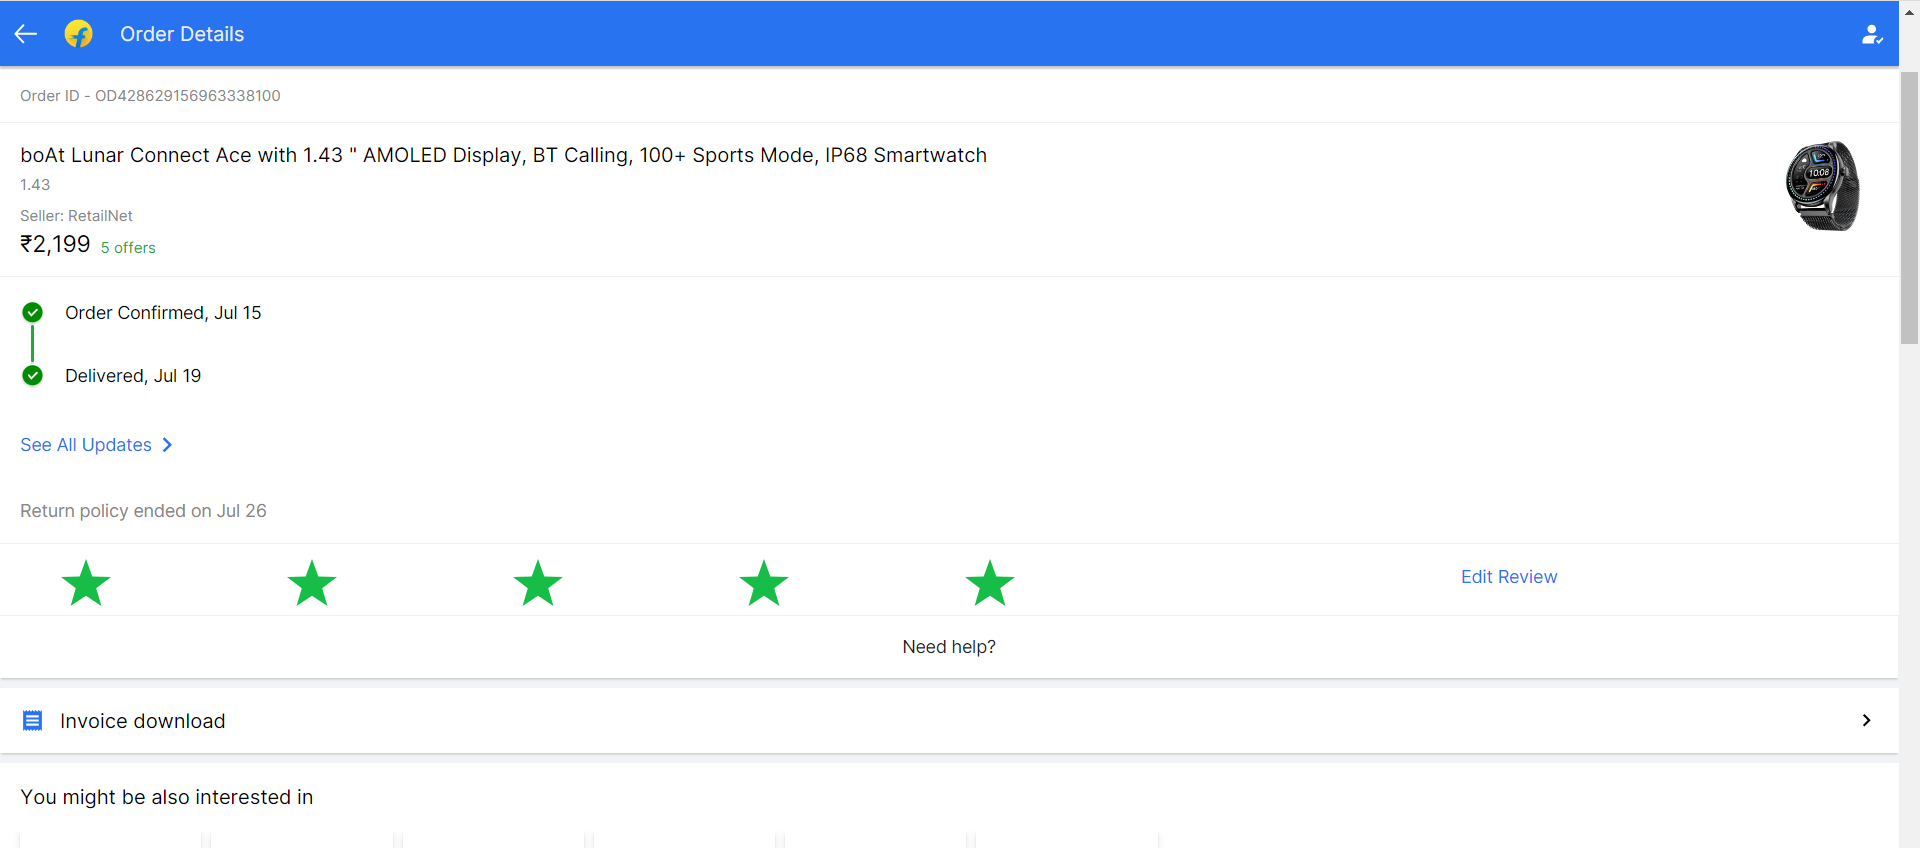 Order Details
Order ID - OD428629156963338100
boAt Lunar Connect Ace with 1.43 " AMOLED Display, BT Calling, 100+ Sports Mode, IP68 Smartwatch
1.43
Seller: RetailNet
₹2,199 5 offers
10:08
Order Confirmed, Jul 15
Delivered, Jul 19
See All Updates
Return policy ended on Jul 26
Edit Review
Need help?
Invoice download
You might be also interested in